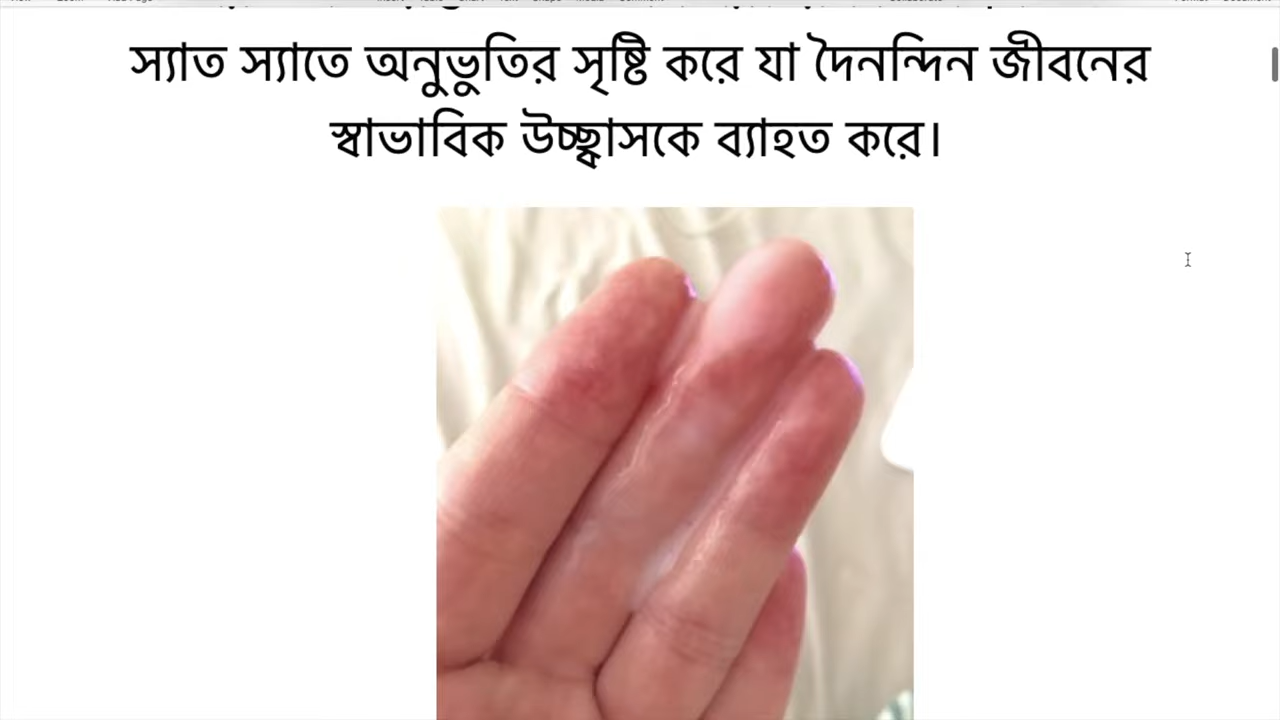 স্যাত স্যাতে অনুভুতির সৃষ্টি করে যা দৈনন্দিন জীবনের
স্বাভাবিক উচ্ছ্বাসকে ব্যাহত করে।